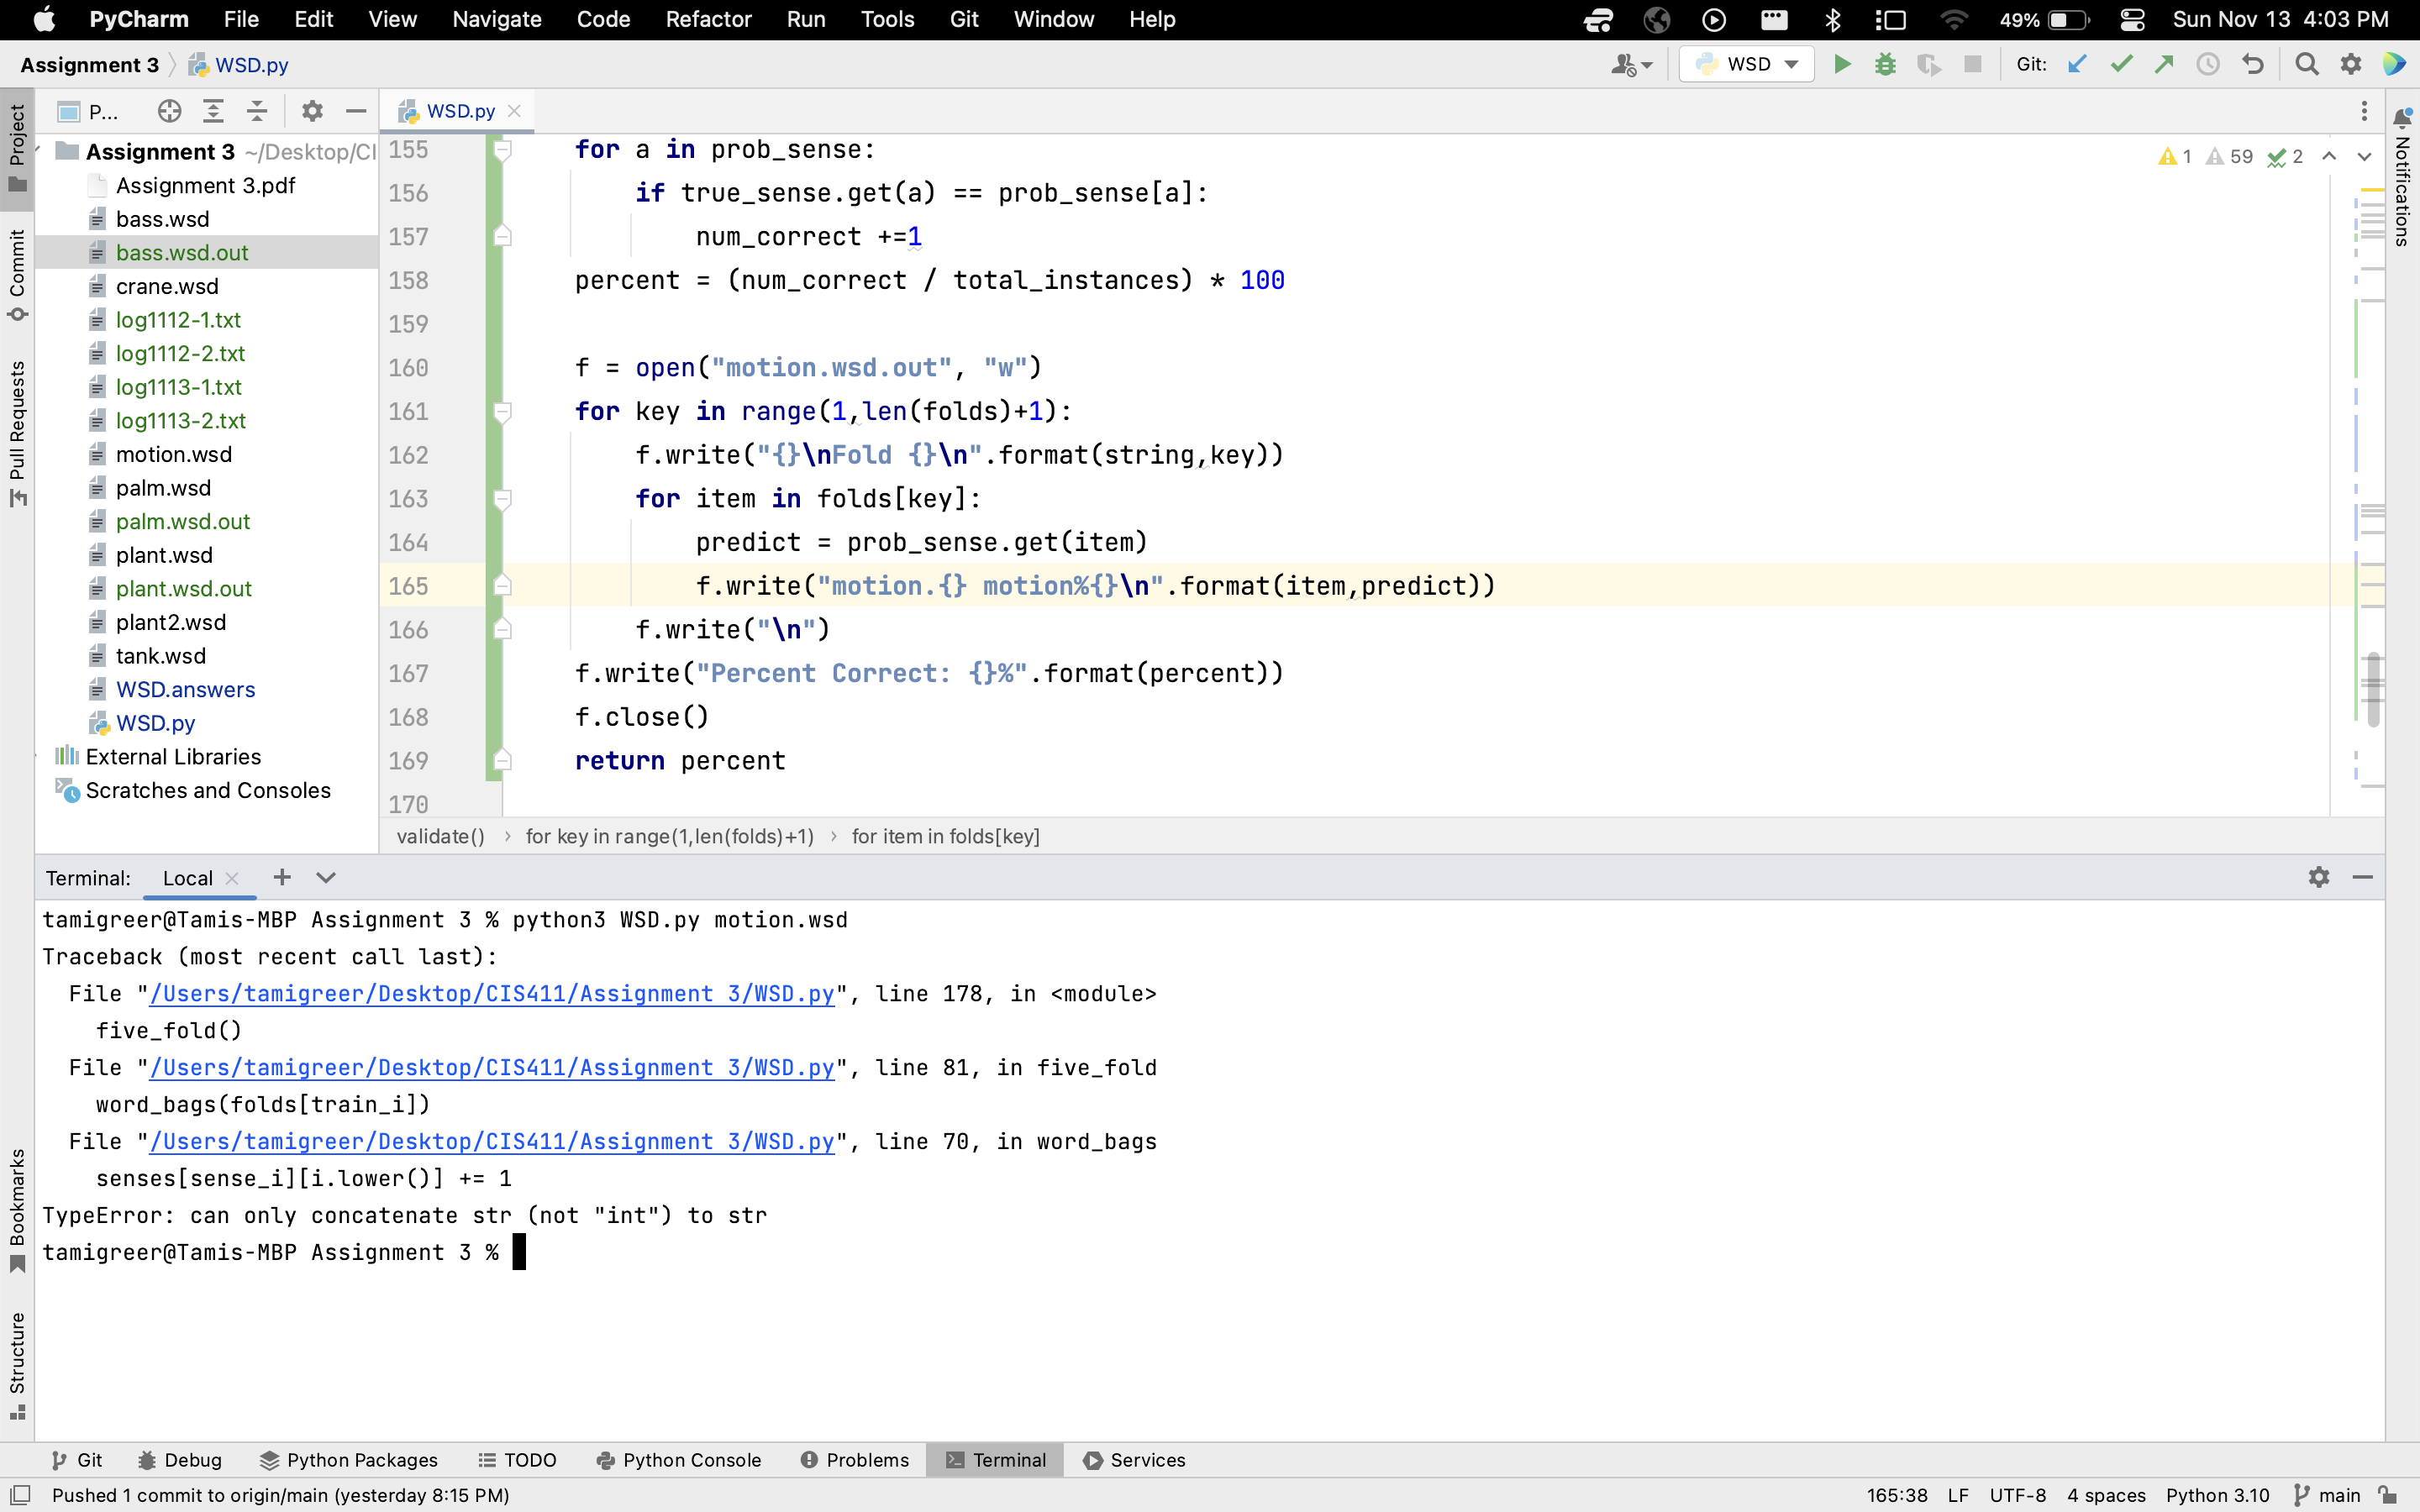 PyCharm File Edit View Navigate Code Refactor Run Tools Git Window Help 49% Sun Nov 13 4:03 PM
Assignment 3 WSD.py WSD Git:
P... WSD.py
Project
Commit
Pull Requests
Bookmarks
Structure
Notifications
Assignment 3 ~/Desktop/CI
Assignment 3.pdf
bass.wsd
bass.wsd.out
crane.wsd
log1112-1.txt
log1112-2.txt
log1113-1.txt
log1113-2.txt
motion.wsd
palm.wsd
palm.wsd.out
plant.wsd
plant.wsd.out
plant2.wsd
tank.wsd
WSD.answers
WSD.py
External Libraries
Scratches and Consoles
1 59 2
155 for a in prob_sense:
156 if true_sense.get(a) == prob_sense[a]:
157 num_correct +=1
158 percent = (num_correct / total_instances) * 100
159
160 f = open("motion.wsd.out", "w")
161 for key in range(1,len(folds)+1):
162 f.write("{}\nFold {}\n".format(string,key))
163 for item in folds[key]:
164 predict = prob_sense.get(item)
165 f.write("motion.{} motion%{}\n".format(item,predict))
166 f.write("\n")
167 f.write("Percent Correct: {}%".format(percent))
168 f.close()
169 return percent
170
validate() › for key in range(1,len(folds)+1) › for item in folds[key]
Terminal: Local
tamigreer@Tamis-MBP Assignment 3 % python3 WSD.py motion.wsd
Traceback (most recent call last):
File "/Users/tamigreer/Desktop/CIS411/Assignment 3/WSD.py", line 178, in <module>
five_fold()
File "/Users/tamigreer/Desktop/CIS411/Assignment 3/WSD.py", line 81, in five_fold
word_bags(folds[train_i])
File "/Users/tamigreer/Desktop/CIS411/Assignment 3/WSD.py", line 70, in word_bags
senses[sense_i][i.lower()] += 1
TypeError: can only concatenate str (not "int") to str
tamigreer@Tamis-MBP Assignment 3 %
Git Debug Python Packages TODO Python Console Problems Terminal Services
Pushed 1 commit to origin/main (yesterday 8:15 PM) 165:38 LF UTF-8 4 spaces Python 3.10 main